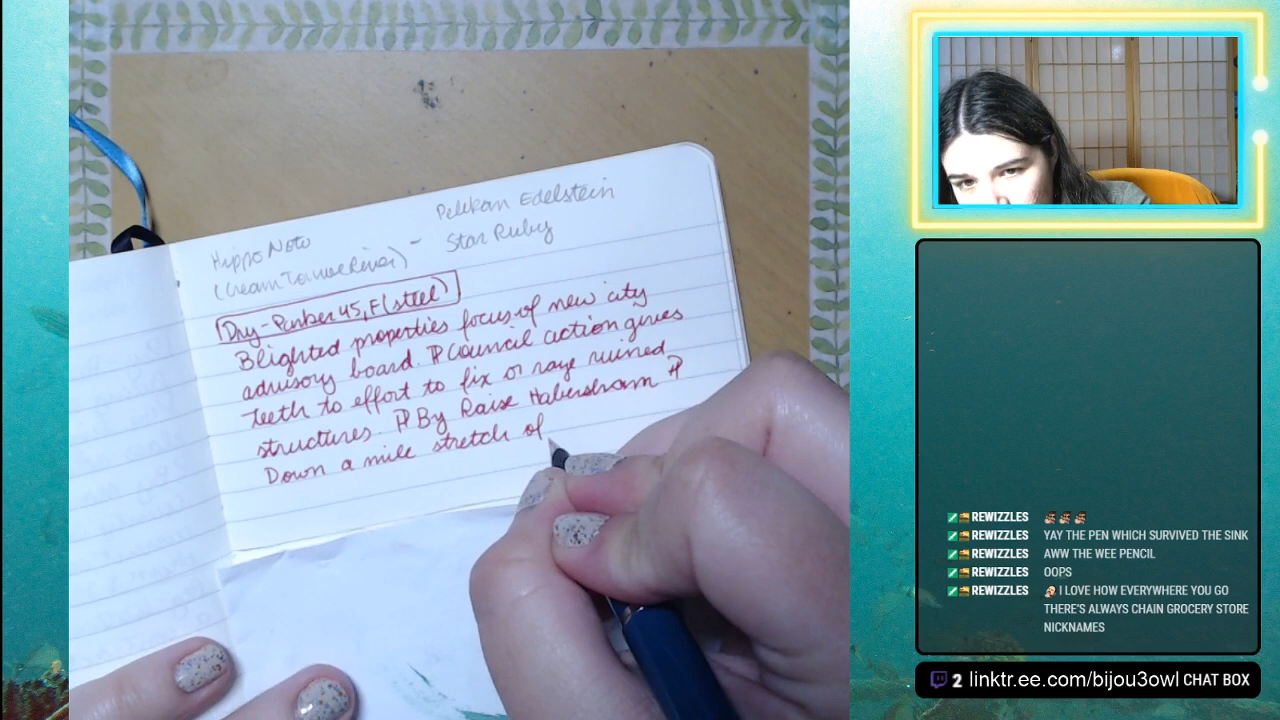 Hippo Noto
(Cream Tomoe River) -
Pelikan Edelstein
Star Ruby
Dry-Parker 45, F (steel)
Blighted properties focus of new city
advisory board. ¶ Council action gives
teeth to effort to fix or raze ruined
structures. ¶ By Raise Habersham ¶
Down a mile stretch of
REWIZZLES
REWIZZLES YAY THE PEN WHICH SURVIVED THE SINK
REWIZZLES AWW THE WEE PENCIL
REWIZZLES OOPS
REWIZZLES I LOVE HOW EVERYWHERE YOU GO
THERE'S ALWAYS CHAIN GROCERY STORE
NICKNAMES
2 linktr.ee.com/bijou3owl CHAT BOX